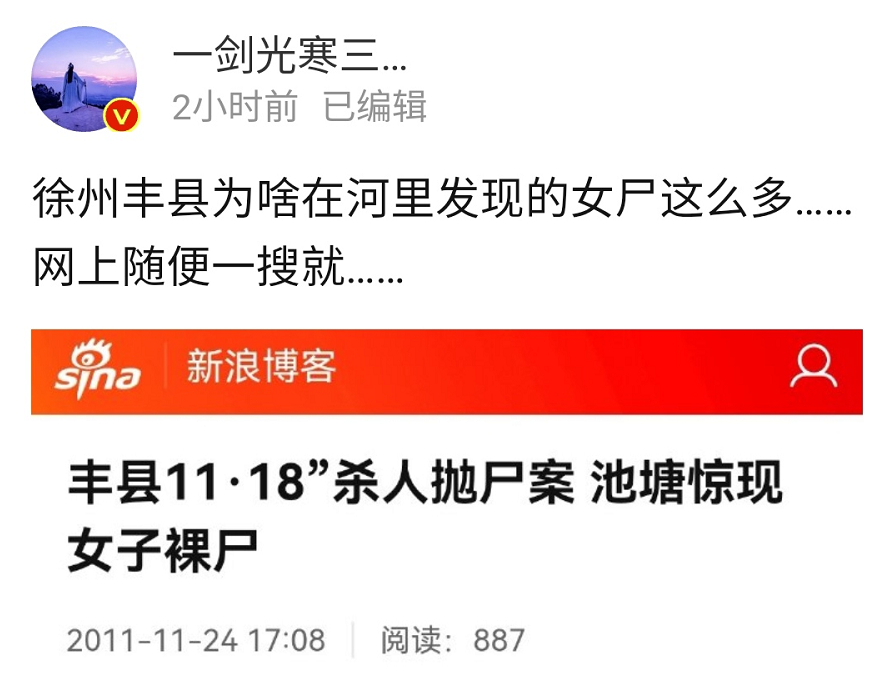 一剑光寒三...
2小时前 已编辑
徐州丰县为啥在河里发现的女尸这么多......
网上随便一搜就......
sina 新浪博客
丰县11·18”杀人抛尸案 池塘惊现
女子裸尸
2011-11-24 17:08 阅读：887